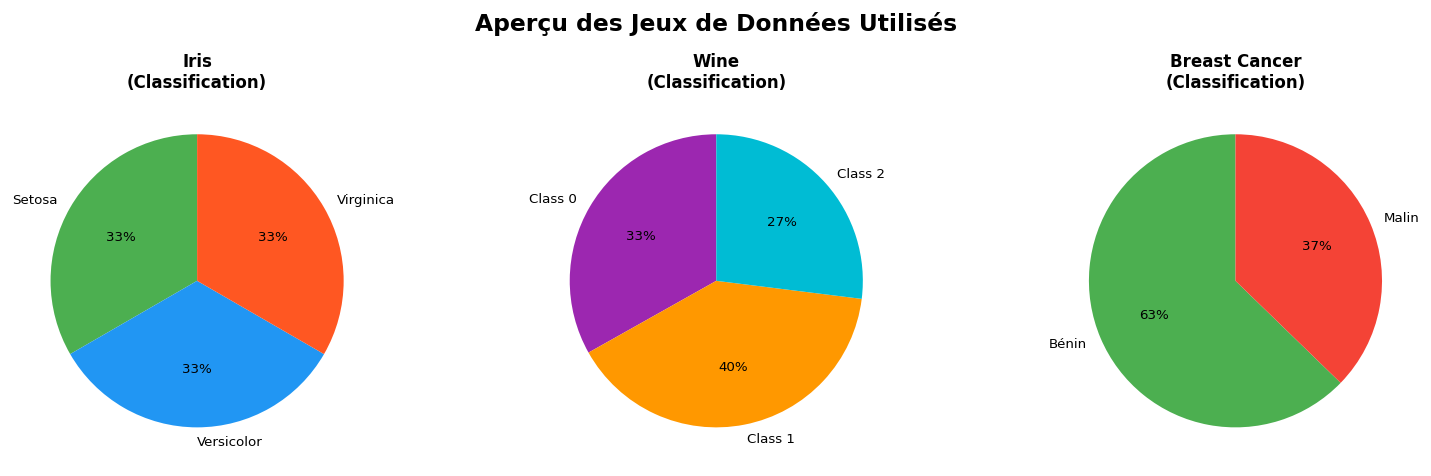 Aperçu des Jeux de Données Utilisés
Iris
(Classification)
Setosa
33%
33%
Virginica
33%
Versicolor
Wine
(Classification)
Class 0
33%
27%
Class 2
40%
Class 1
Breast Cancer
(Classification)
Malin
37%
63%
Bénin